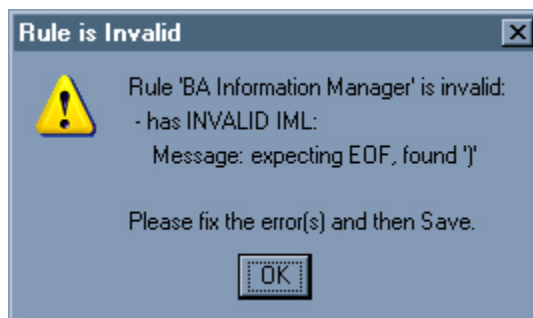 Rule is Invalid
Rule 'BA Information Manager' is invalid:
- has INVALID IML:
Message: expecting EOF, found ')'
Please fix the error(s) and then Save.
OK